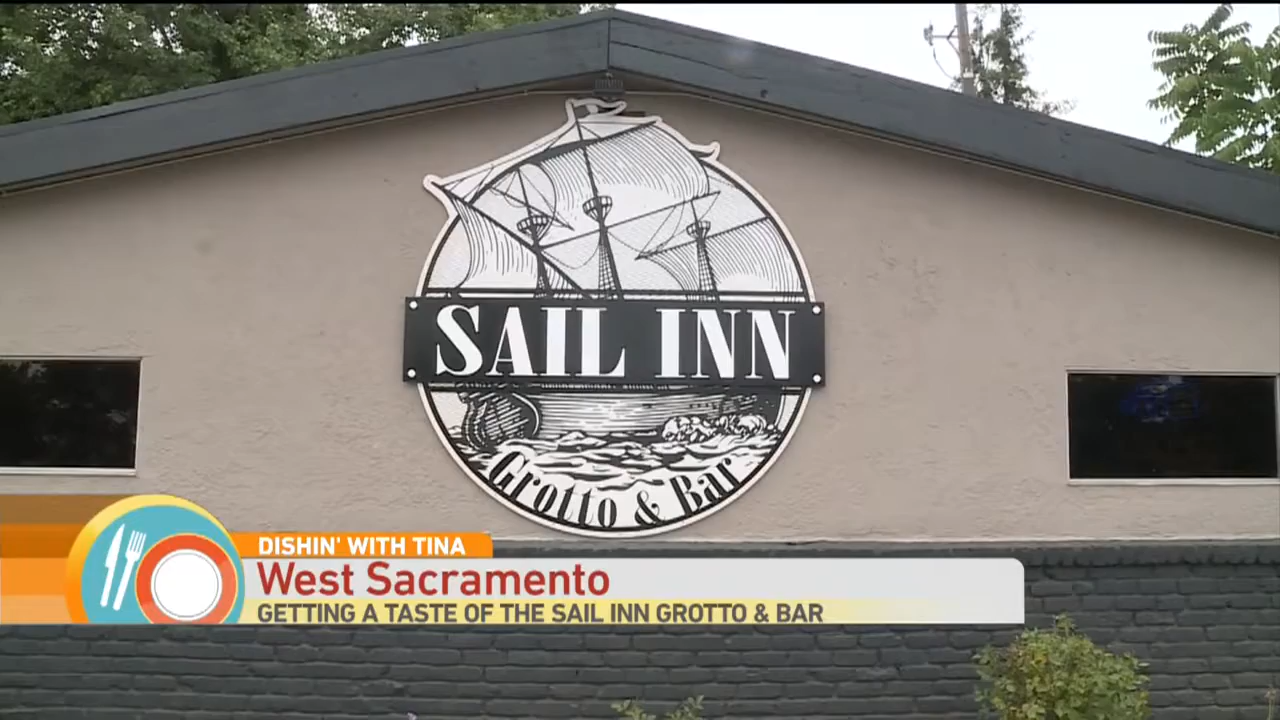 SAIL INN
Grotto & Bar
DISHIN' WITH TINA
West Sacramento
GETTING A TASTE OF THE SAIL INN GROTTO & BAR